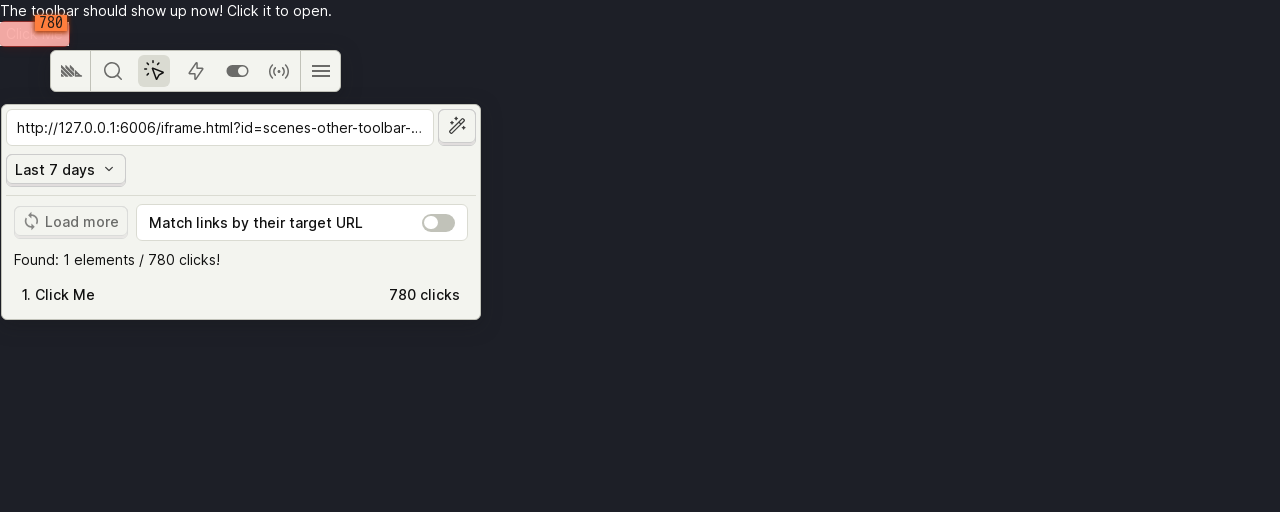 The toolbar should show up now! Click it to open.
780
Click Me
http://127.0.0.1:6006/iframe.html?id=scenes-other-toolbar-...
Last 7 days
Load more
Match links by their target URL
Found: 1 elements / 780 clicks!
1. Click Me
780 clicks